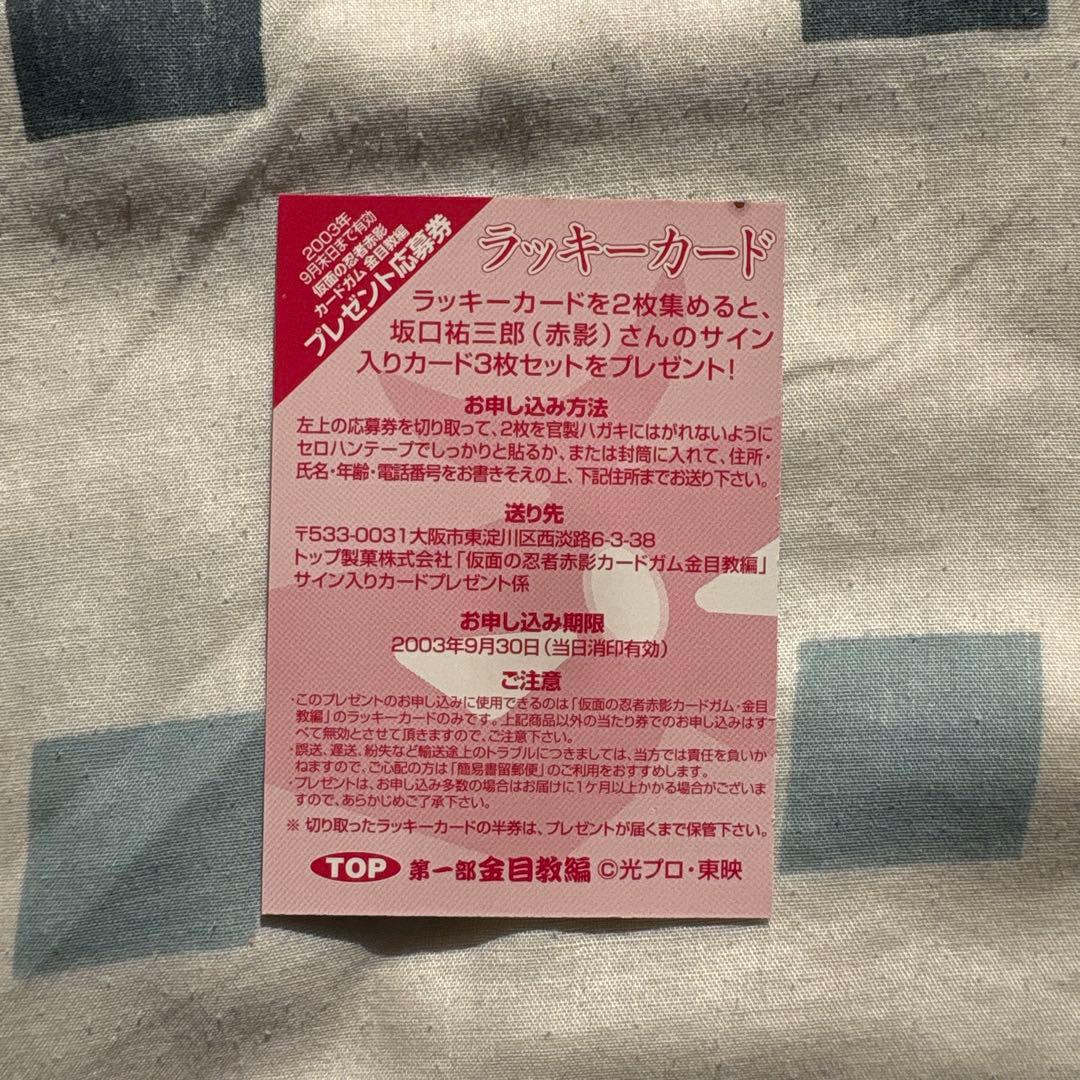 2003年
9月末日まで有効
仮面の忍者赤影
カードガム 金目教編
プレゼント応募券
ラッキーカード
ラッキーカードを2枚集めると、
坂口祐三郎（赤影）さんのサイン
入りカード3枚セットをプレゼント！
お申し込み方法
左上の応募券を切り取って、2枚を官製ハガキにはがれないように
セロハンテープでしっかりと貼るか、または封筒に入れて、住所・
氏名・年齢・電話番号をお書きそえの上、下記住所までお送り下さい。
送り先
〒533-0031大阪市東淀川区西淡路6-3-38
トップ製菓株式会社「仮面の忍者赤影カードガム金目教編」
サイン入りカードプレゼント係
お申し込み期限
2003年9月30日（当日消印有効）
ご注意
・このプレゼントのお申し込みに使用できるのは「仮面の忍者赤影カードガム・金目
教編」のラッキーカードのみです。上記商品以外の当たり券でのお申し込みはす
べて無効とさせて頂きますので、ご注意下さい。
・誤送、遅送、紛失など輸送途上のトラブルにつきましては、当方では責任を負いか
ねますので、ご心配の方は「簡易書留郵便」のご利用をおすすめします。
・プレゼントは、お申し込み多数の場合はお届けに1ケ月以上かかる場合がございま
すので、あらかじめご了承下さい。
※ 切り取ったラッキーカードの半券は、プレゼントが届くまで保管下さい。
TOP 第一部 金目教編 ©光プロ・東映